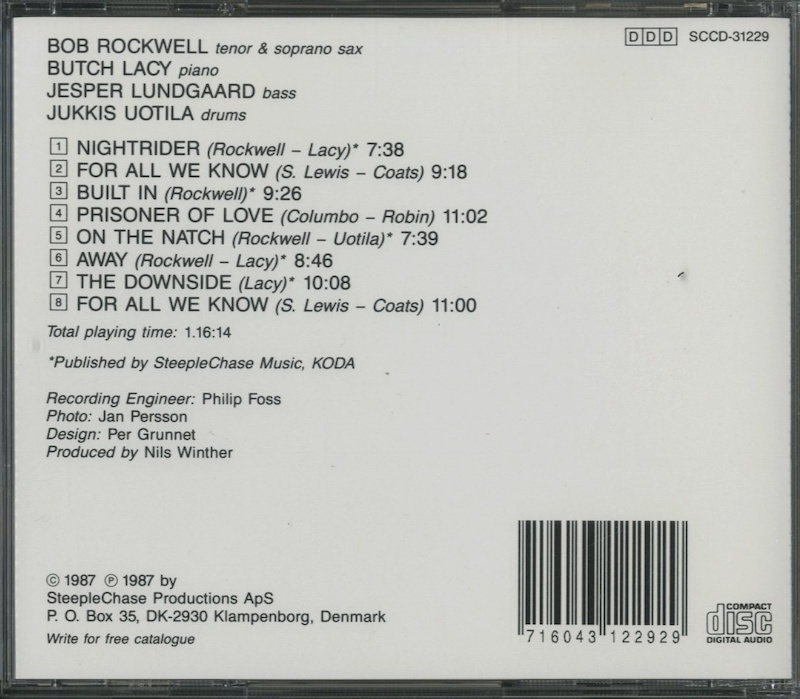 BOB ROCKWELL tenor & soprano sax
BUTCH LACY piano
JESPER LUNDGAARD bass
JUKKIS UOTILA drums
DDD SCCD-31229
1 NIGHTRIDER (Rockwell – Lacy)* 7:38
2 FOR ALL WE KNOW (S. Lewis – Coats) 9:18
3 BUILT IN (Rockwell)* 9:26
4 PRISONER OF LOVE (Columbo – Robin) 11:02
5 ON THE NATCH (Rockwell – Uotila)* 7:39
6 AWAY (Rockwell – Lacy)* 8:46
7 THE DOWNSIDE (Lacy)* 10:08
8 FOR ALL WE KNOW (S. Lewis – Coats) 11:00
Total playing time: 1.16:14
*Published by SteepleChase Music, KODA
Recording Engineer: Philip Foss
Photo: Jan Persson
Design: Per Grunnet
Produced by Nils Winther
© 1987 ℗ 1987 by
SteepleChase Productions ApS
P. O. Box 35, DK-2930 Klampenborg, Denmark
Write for free catalogue
716043 122929
COMPACT
disc
DIGITAL AUDIO